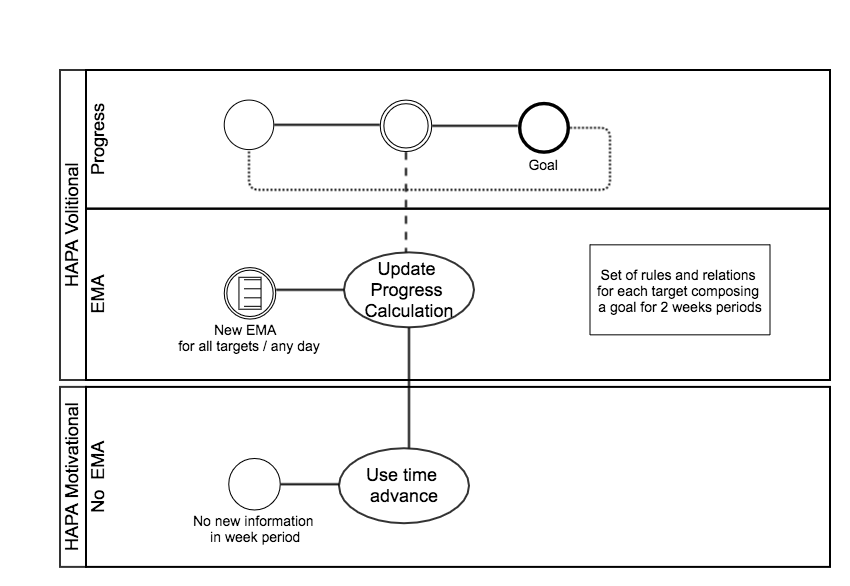 HAPA Volitional
Progress
Goal
EMA
Update
Progress
Calculation
New EMA
for all targets / any day
Set of rules and relations
for each target composing
a goal for 2 weeks periods
HAPA Motivational
No EMA
Use time
advance
No new information
in week period